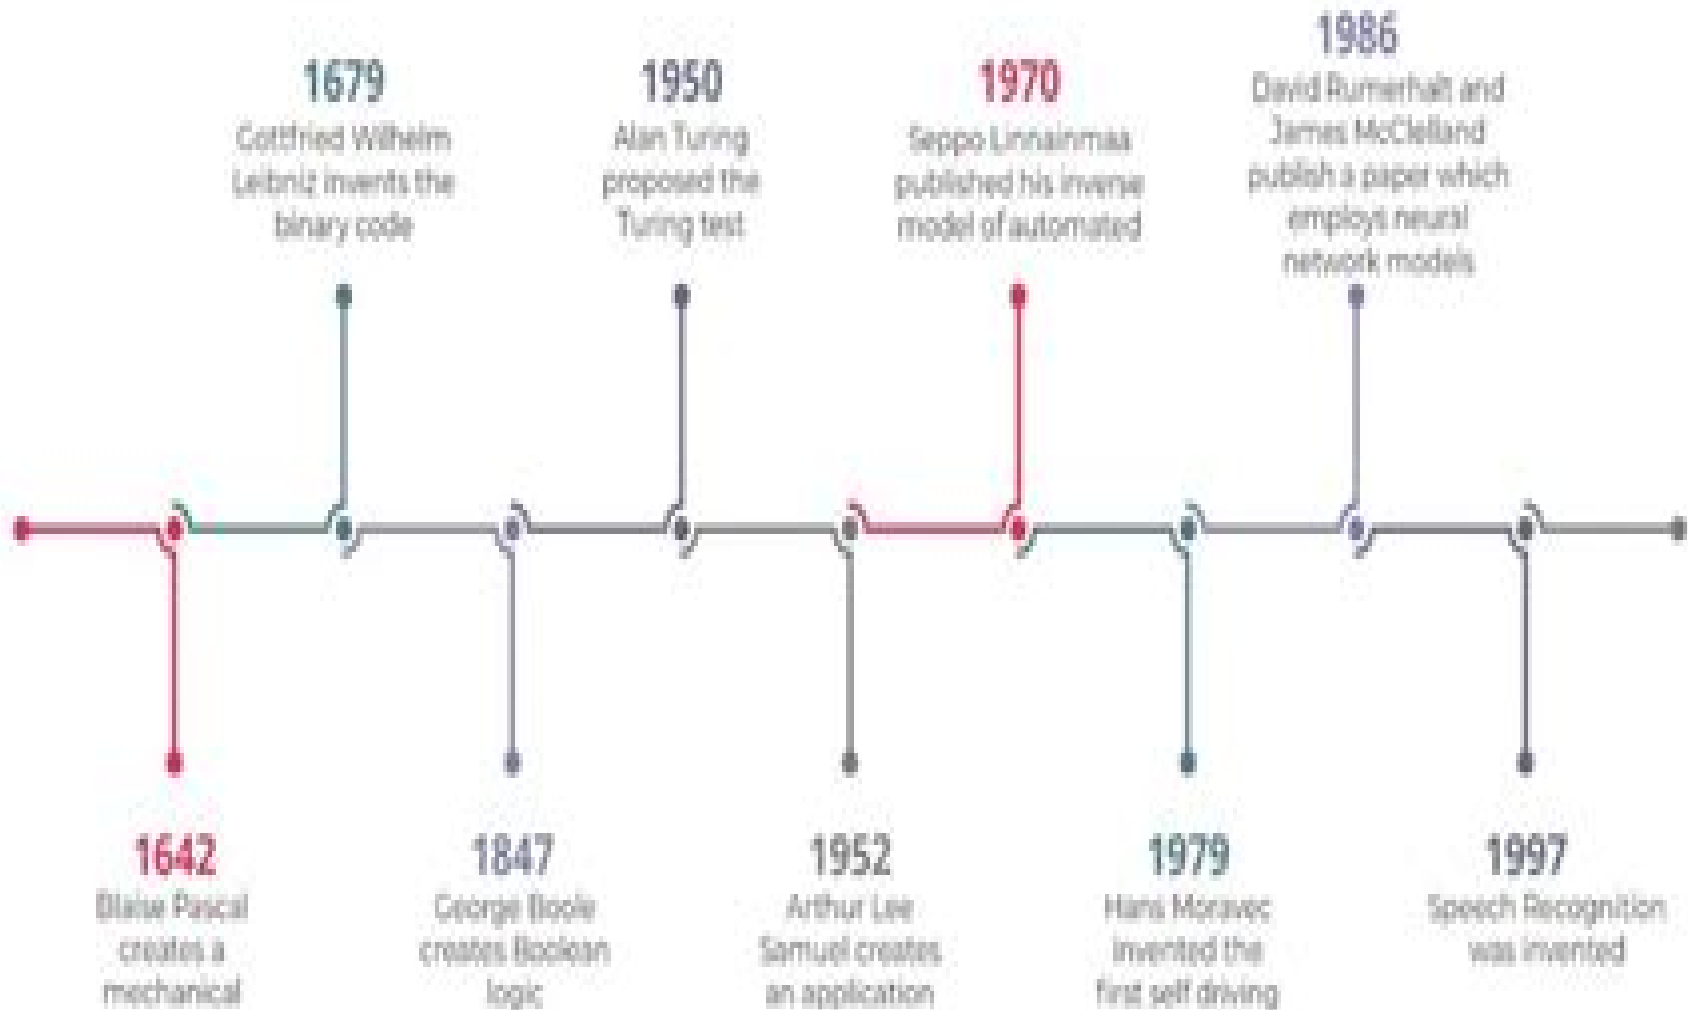 1679
Gottfried Wilhelm
Leibniz invents the
binary code
1950
Alan Turing
proposed the
Turing test
1970
Seppo Linnainmaa
published his inverse
model of automated
1986
David Rumerhalt and
James McClelland
publish a paper which
employs neural
network models
1642
Blaise Pascal
creates a
mechanical
1847
George Boole
creates Boolean
logic
1952
Arthur Lee
Samuel creates
an application
1979
Hans Moravec
invented the
first self driving
1997
Speech Recognition
was invented